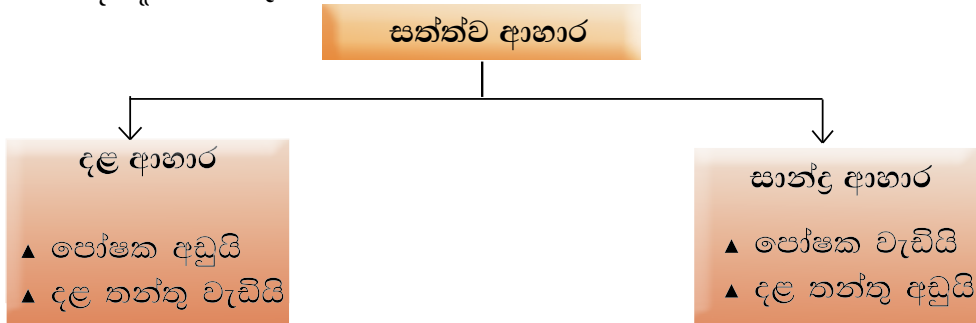 සත්ත්ව ආහාර
දළ ආහාර
▲ පෝෂක අඩුයි
▲ දළ තන්තු වැඩියි
සාන්ද්‍ර ආහාර
▲ පෝෂක වැඩියි
▲ දළ තන්තු අඩුයි